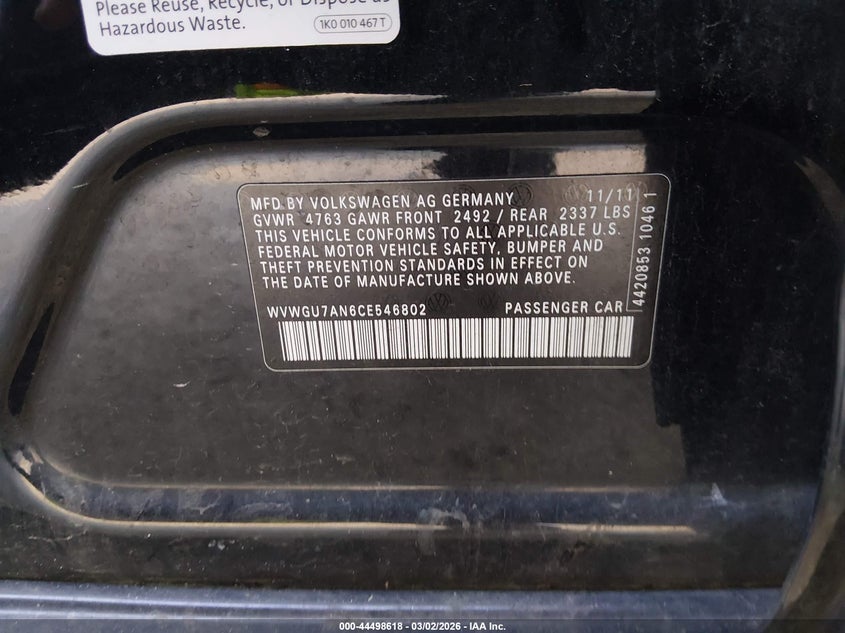 Please Reuse, Recycle, or Dispose as
Hazardous Waste.
1K0 010 467 T
MFD BY VOLKSWAGEN AG GERMANY 11/11
GVWR 4763 GAWR FRONT 2492 / REAR 2337 LBS
THIS VEHICLE CONFORMS TO ALL APPLICABLE U.S.
FEDERAL MOTOR VEHICLE SAFETY, BUMPER AND
THEFT PREVENTION STANDARDS IN EFFECT ON
THE DATE OF MANUFACTURE SHOWN ABOVE.
WVWGU7AN6CE546802 PASSENGER CAR
4420853 1046 1
000-44498618 - 03/02/2026 - IAA Inc.